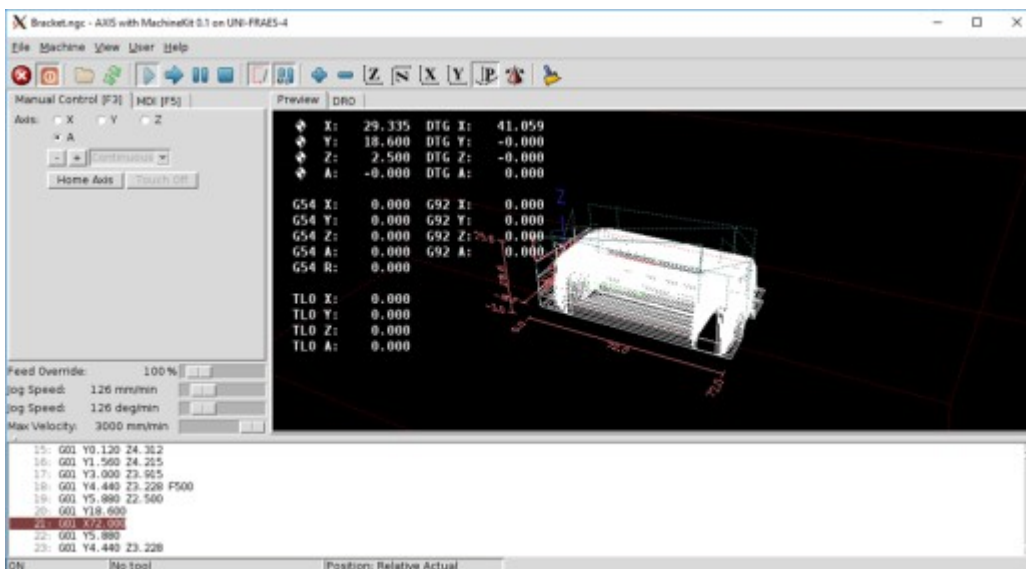 Bracket.ngc - AXIS with MachineKit 0.1 on UNI-FRAES-4
File Machine View User Help
Manual Control [F3] MDI [F5] Preview DRO
Axis: X Y Z
A
- + Continuous
Home Axis Touch Off
X: 29.335 DTG X: 41.059
Y: 18.600 DTG Y: -0.000
Z: 2.500 DTG Z: -0.000
A: -0.000 DTG A: 0.000
G54 X: 0.000 G92 X: 0.000
G54 Y: 0.000 G92 Y: 0.000
G54 Z: 0.000 G92 Z: 0.000
G54 A: 0.000 G92 A: 0.000
G54 R: 0.000
TLO X: 0.000
TLO Y: 0.000
TLO Z: 0.000
TLO A: 0.000
Z
72.0
Feed Override: 100 %
Jog Speed: 126 mm/min
Jog Speed: 126 deg/min
Max Velocity: 3000 mm/min
15: G01 Y0.120 Z4.312
16: G01 Y1.560 Z4.215
17: G01 Y3.000 Z3.915
18: G01 Y4.440 Z3.228 F500
19: G01 Y5.880 Z2.500
20: G01 Y18.600
21: G01 X72.000
22: G01 Y5.880
23: G01 Y4.440 Z3.228
ON No tool Position: Relative Actual